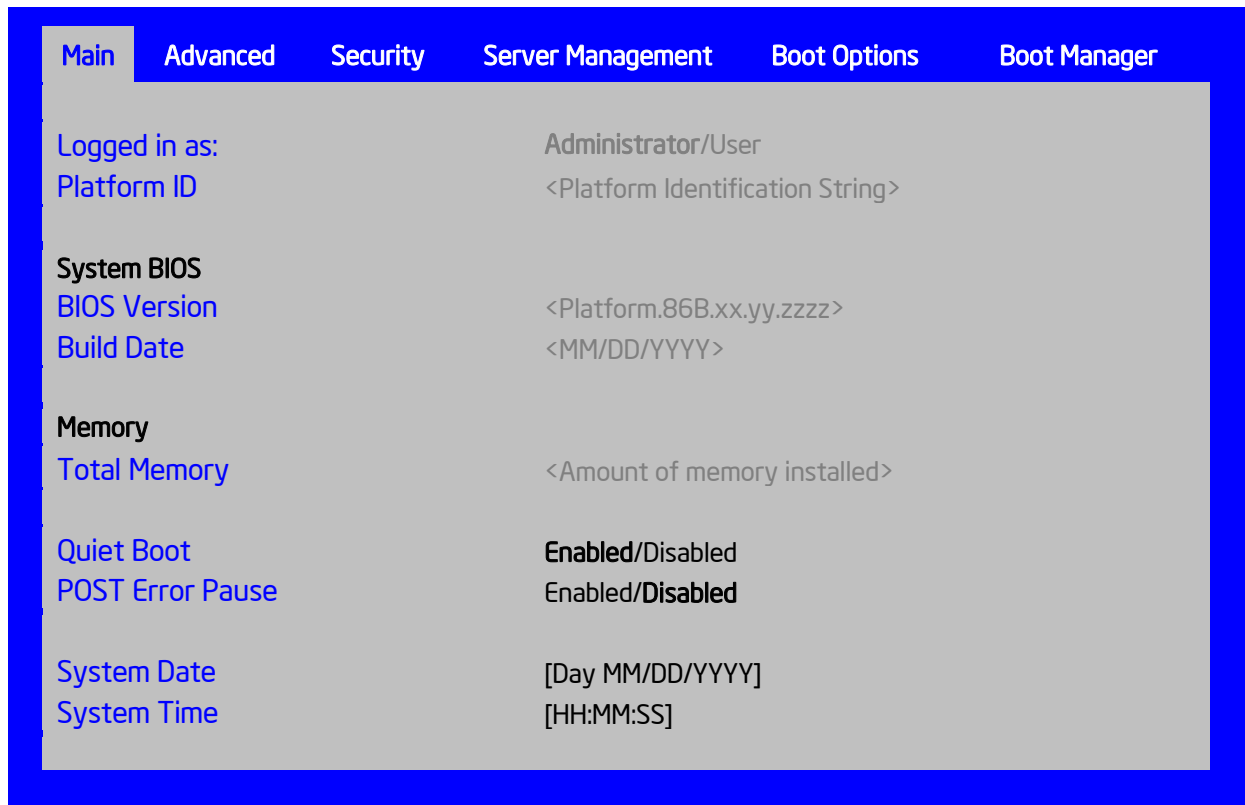 Main Advanced Security Server Management Boot Options Boot Manager
Logged in as: Administrator/User
Platform ID <Platform Identification String>
System BIOS
BIOS Version <Platform.86B.xx.yy.zzzz>
Build Date <MM/DD/YYYY>
Memory
Total Memory <Amount of memory installed>
Quiet Boot Enabled/Disabled
POST Error Pause Enabled/Disabled
System Date [Day MM/DD/YYYY]
System Time [HH:MM:SS]